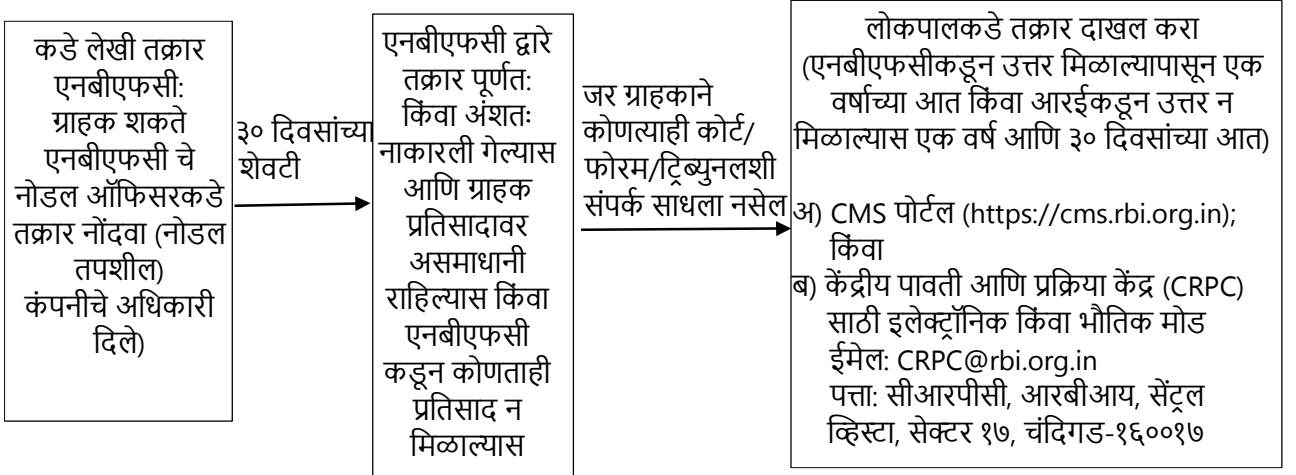 कडे लेखी तक्रार
एनबीएफसी:
ग्राहक शकते
एनबीएफसी चे
नोडल ऑफिसरकडे
तक्रार नोंदवा (नोडल
तपशील)
कंपनीचे अधिकारी
दिले)
३० दिवसांच्या
शेवटी
एनबीएफसी द्वारे
तक्रार पूर्णत:
किंवा अंशतः
नाकारली गेल्यास
आणि ग्राहक
प्रतिसादावर
असमाधानी
राहिल्यास किंवा
एनबीएफसी
कडून कोणताही
प्रतिसाद न
मिळाल्यास
जर ग्राहकाने
कोणत्याही कोर्ट/
फोरम/ट्रिब्युनलशी
संपर्क साधला नसेल
लोकपालकडे तक्रार दाखल करा
(एनबीएफसीकडून उत्तर मिळाल्यापासून एक
वर्षाच्या आत किंवा आरईकडून उत्तर न
मिळाल्यास एक वर्ष आणि ३० दिवसांच्या आत)
अ) CMS पोर्टल (https://cms.rbi.org.in);
किंवा
ब) केंद्रीय पावती आणि प्रक्रिया केंद्र (CRPC)
साठी इलेक्ट्रॉनिक किंवा भौतिक मोड
ईमेल: CRPC@rbi.org.in
पत्ता: सीआरपीसी, आरबीआय, सेंट्रल
व्हिस्टा, सेक्टर १७, चंदिगड-१६००१७